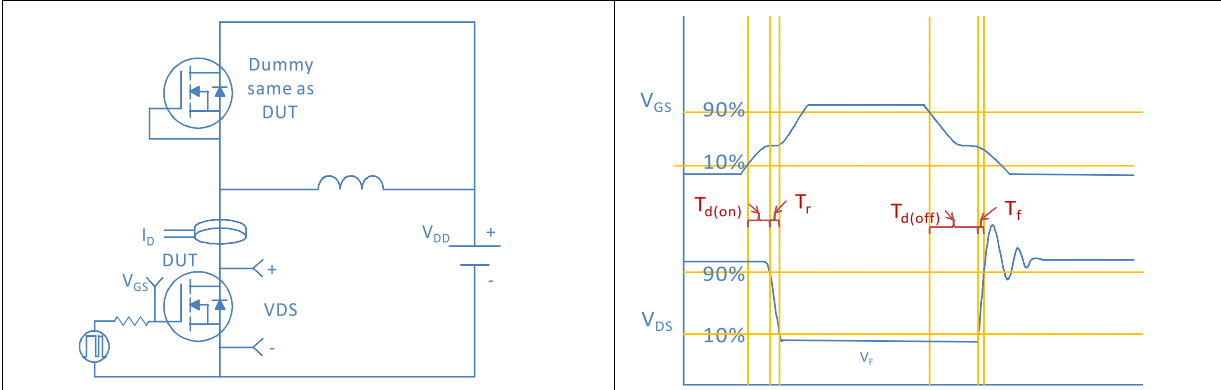 Dummy
same as
DUT
I_D
DUT
V_GS
+
VDS
-
V_DD
+
-
V_GS
90%
10%
T_d(on)
T_r
T_d(off)
T_f
90%
V_DS
10%
V_F